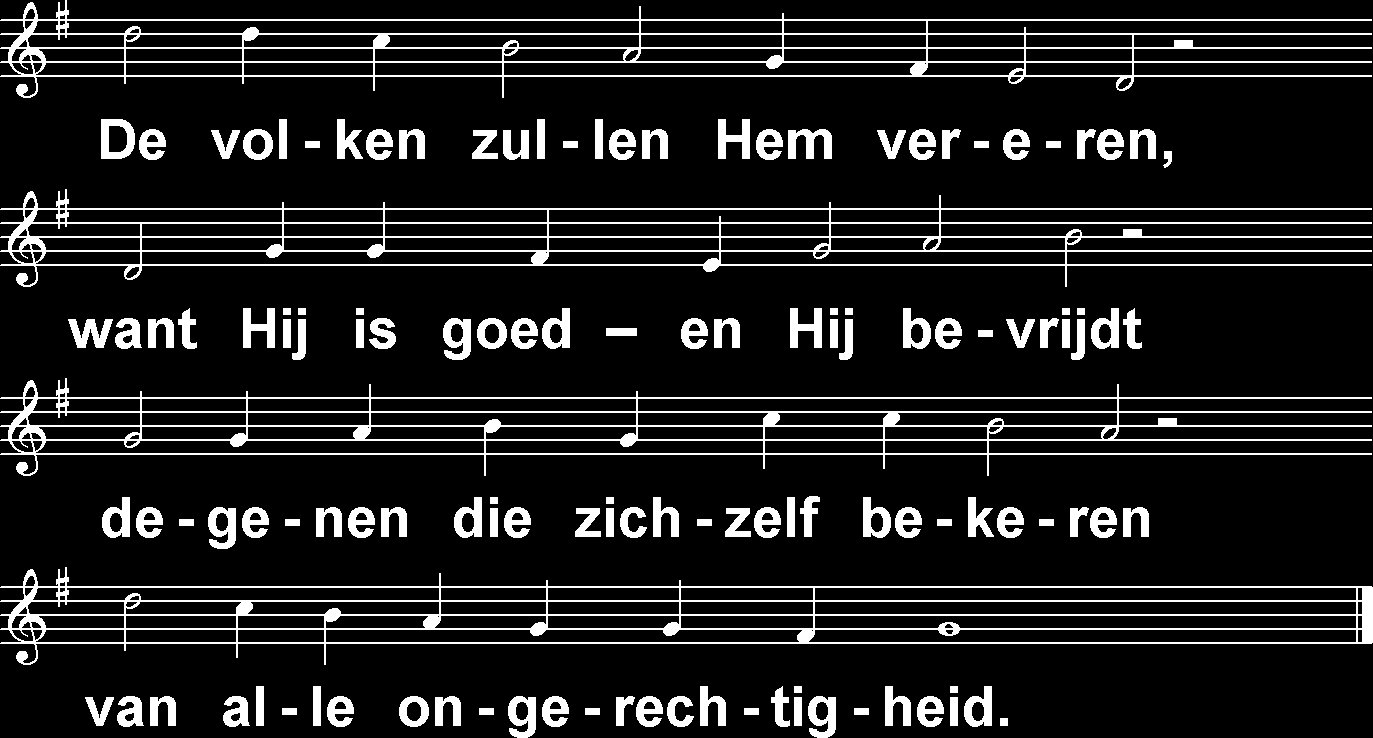 De vol - ken zul - len Hem ver - e - ren,
want Hij is goed – en Hij be - vrijdt
de - ge - nen die zich - zelf be - ke - ren
van al - le on - ge - rech - tig - heid.